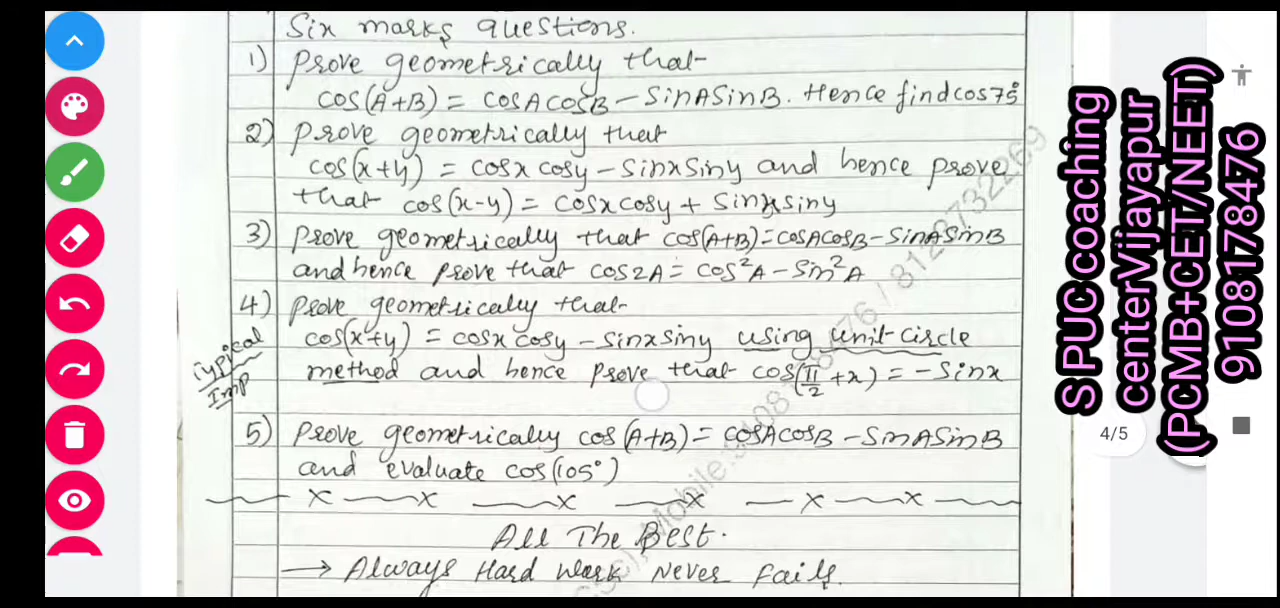 Six marks questions.
1) Prove geometrically that
cos(A+B) = cosAcosB - sinAsinB. Hence find cos75°
2) Prove geometrically that
cos(x+y) = cosx cosy - sinxsiny and hence prove
that cos(x-y) = cosxcosy + sinxsiny
3) Prove geometrically that cos(A+B)=cosAcosB-sinAsinB
and hence prove that cos2A = cos²A - sin²A
4) Prove geometrically that
Typical
Imp
cos(x+y) = cosx cosy - sinxsiny using unit circle
method and hence prove that cos(π/2 +x) = -sinx
5) Prove geometrically cos(A+B) = cosAcosB - sinAsinB
and evaluate cos(105°)
All The Best.
→ Always Hard work Never fails.
S PUC coaching
centerVijayapur
(PCMB+CET/NEET)
9108178476
4/5